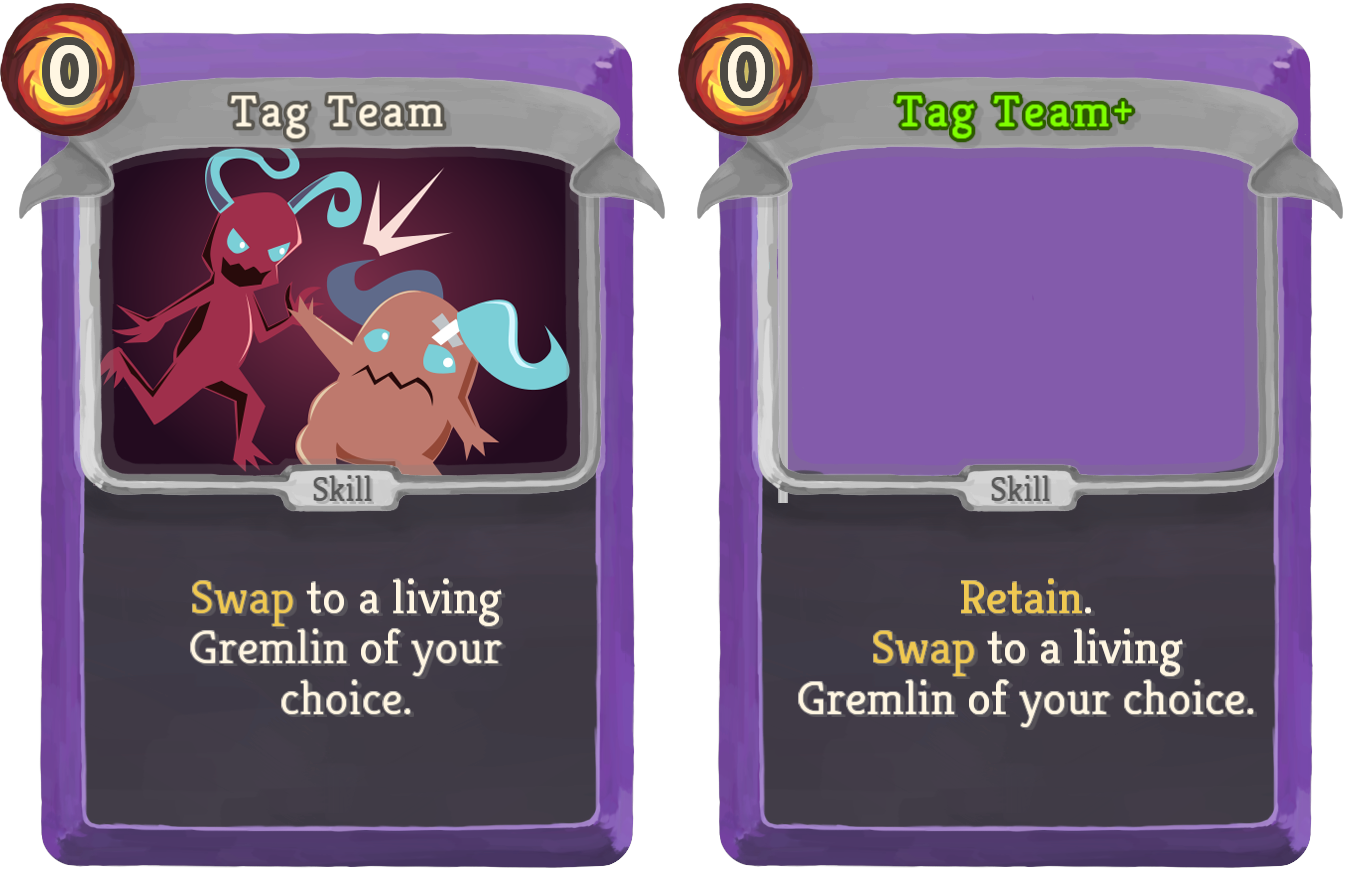 0
Tag Team
Skill
Swap to a living
Gremlin of your
choice.
0
Tag Team+
Skill
Retain.
Swap to a living
Gremlin of your choice.